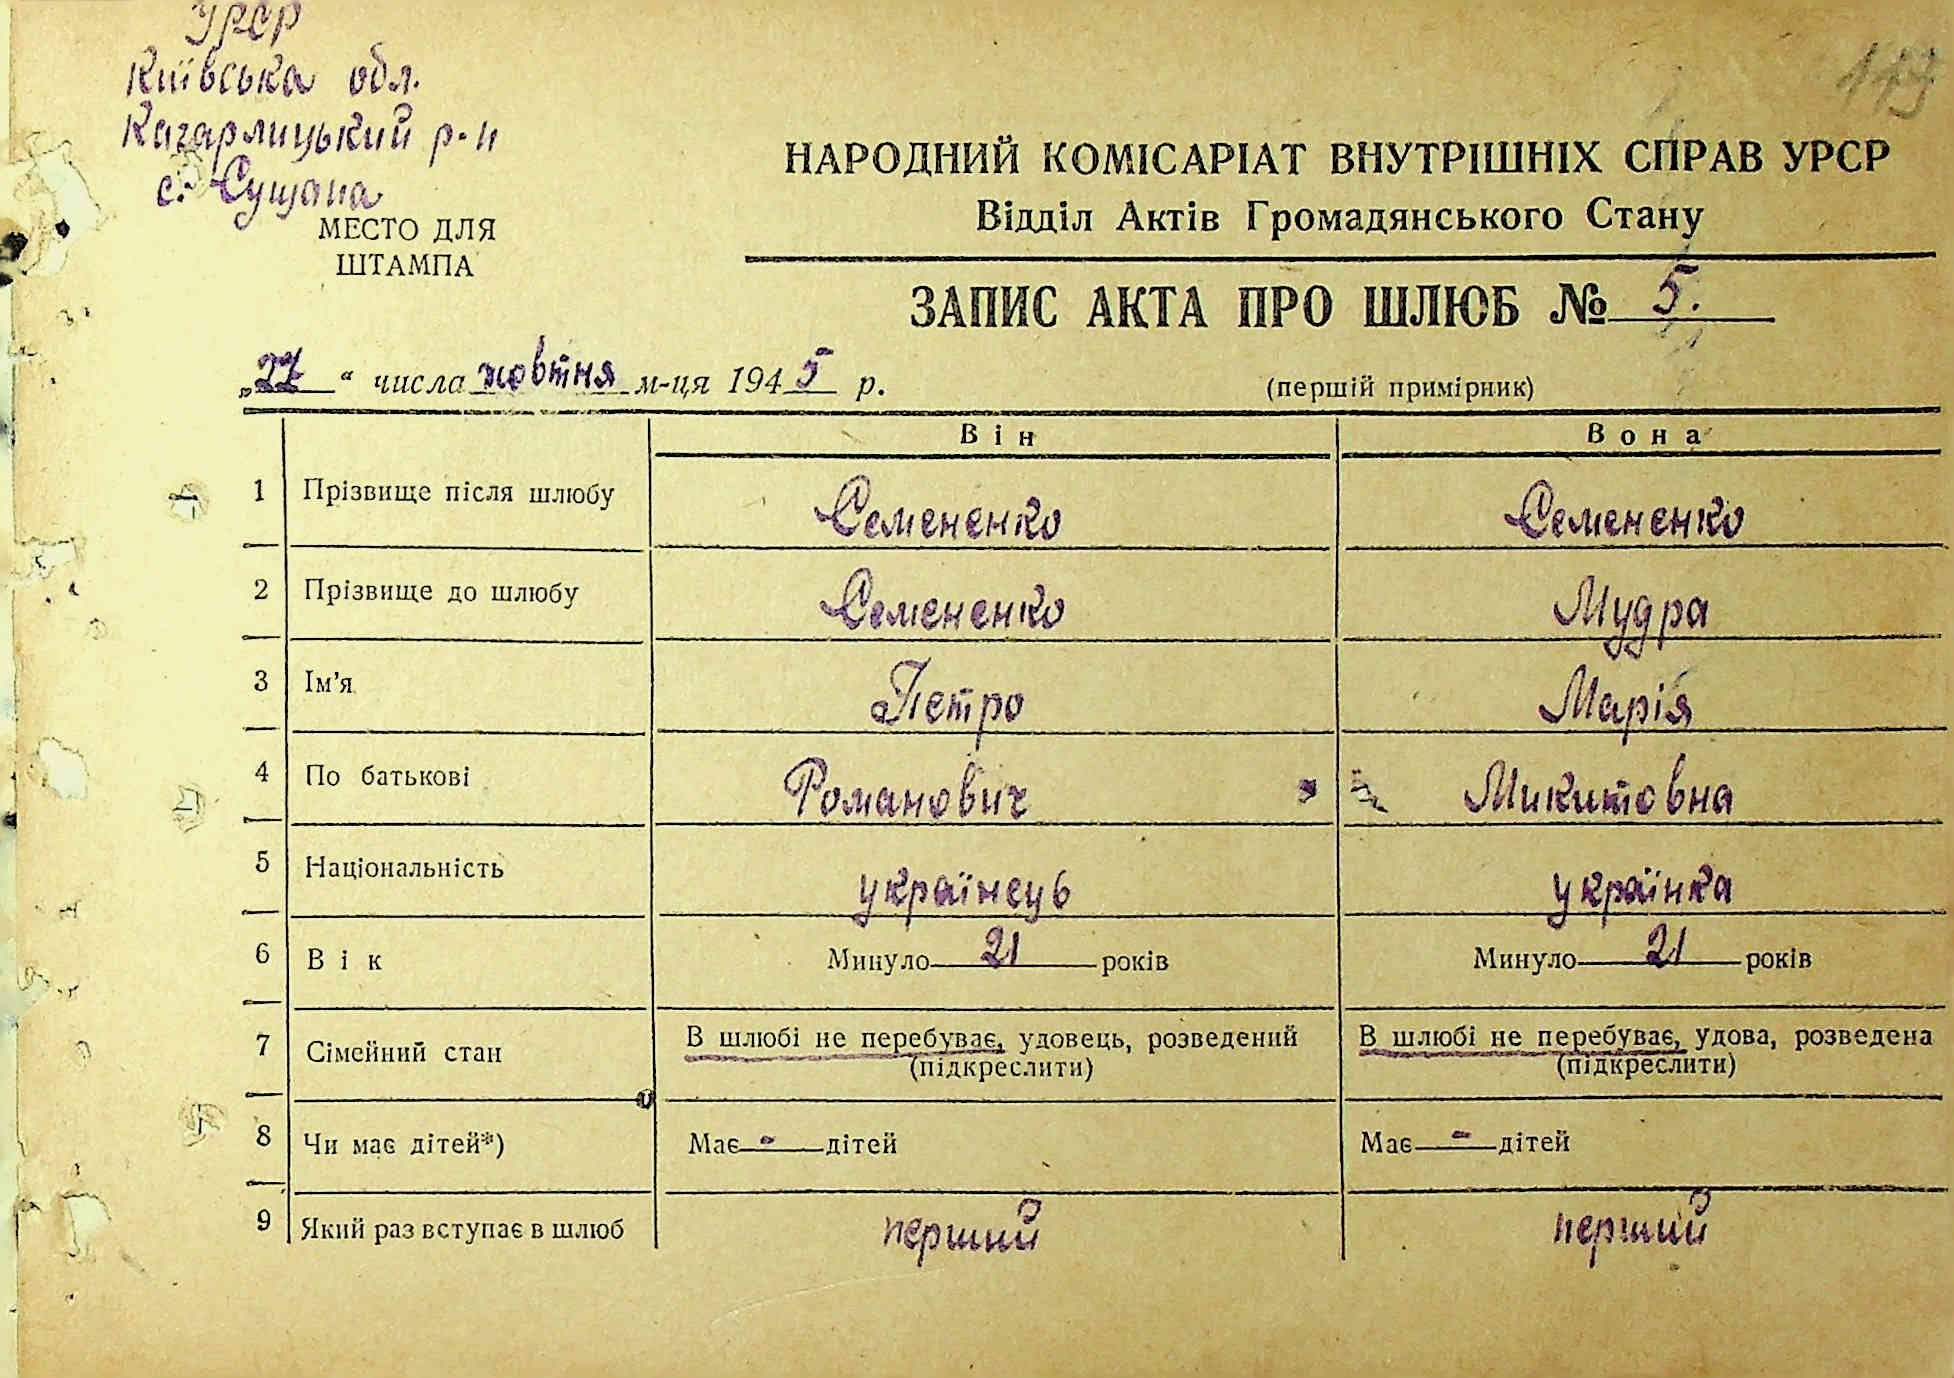 УРСР
Київська обл.
Кагарлицький р-н
с. Сущана
МЕСТО ДЛЯ
ШТАМПА
119
НАРОДНИЙ КОМІСАРІАТ ВНУТРІШНІХ СПРАВ УРСР
Відділ Актів Громадянського Стану
ЗАПИС АКТА ПРО ШЛЮБ № 5.
„27“ числа жовтня м-ця 1945 р.
(першій примірник)
Він Вона
1 Прізвище після шлюбу Семененко Семененко
2 Прізвище до шлюбу Семененко Мудра
3 Ім'я Петро Марія
4 По батькові Романович Микитовна
5 Національність українець українка
6 Вік Минуло 21 років Минуло 21 років
7 Сімейний стан В шлюбі не перебуває, удовець, розведений (підкреслити) В шлюбі не перебуває, удова, розведена (підкреслити)
8 Чи має дітей*) Має - дітей Має - дітей
9 Який раз вступає в шлюб перший перший